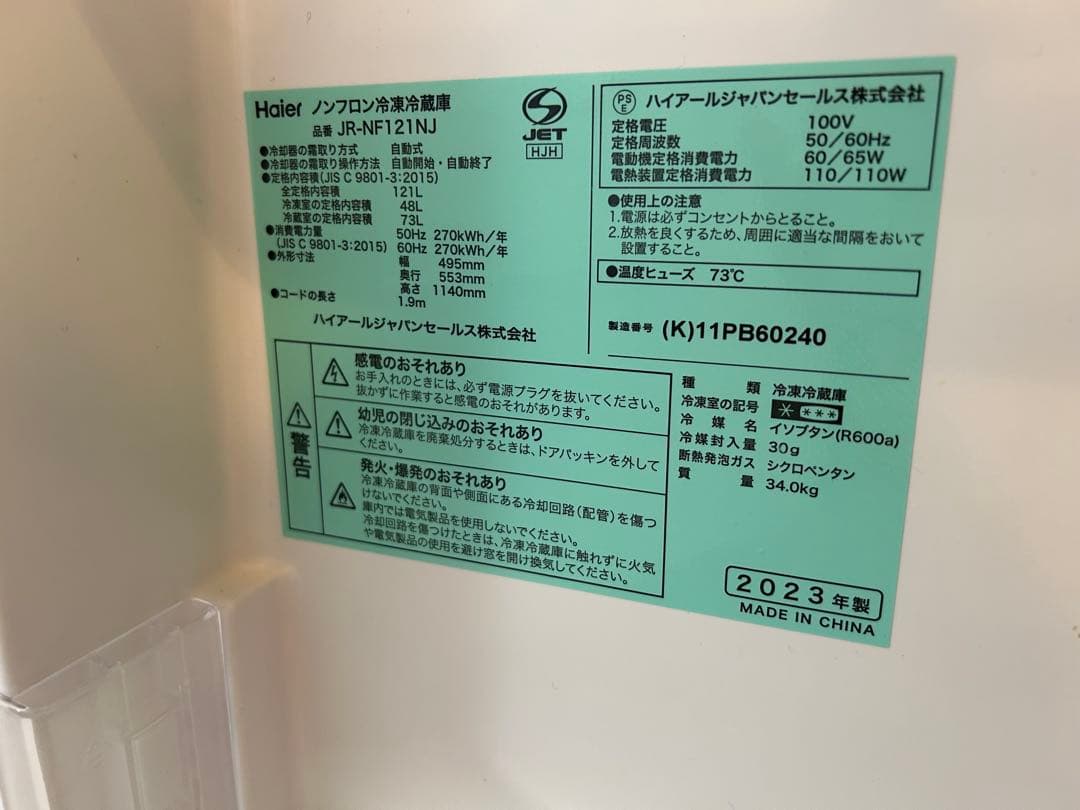 Haier ノンフロン冷凍冷蔵庫
品番 JR-NF121NJ
JET
HJH
●冷却器の霜取り方式 自動式
●冷却器の霜取り操作方法 自動開始・自動終了
●定格内容積(JIS C 9801-3:2015)
全定格内容積 121L
冷凍室の定格内容積 48L
冷蔵室の定格内容積 73L
●消費電力量 50Hz 270kWh/年
(JIS C 9801-3:2015) 60Hz 270kWh/年
●外形寸法 幅 495mm
奥行 553mm
高さ 1140mm
●コードの長さ 1.9m
ハイアールジャパンセールス株式会社
PS E ハイアールジャパンセールス株式会社
定格電圧 100V
定格周波数 50/60Hz
電動機定格消費電力 60/65W
電熱装置定格消費電力 110/110W
●使用上の注意
1.電源は必ずコンセントからとること。
2.放熱を良くするため、周囲に適当な間隔をおいて
設置すること。
●温度ヒューズ 73℃
製造番号 (K)11PB60240
警告
感電のおそれあり
お手入れのときには、必ず電源プラグを抜いてください。
抜かずに作業すると感電のおそれがあります。
幼児の閉じ込みのおそれあり
冷凍冷蔵庫を廃棄処分するときは、ドアパッキンを外して
ください。
発火・爆発のおそれあり
冷凍冷蔵庫の背面や側面にある冷却回路(配管)を傷つ
けないでください。
庫内では電気製品を使用しないでください。
冷却回路を傷つけたときは、冷凍冷蔵庫に触れずに火気
や電気製品の使用を避け窓を開け換気してください。
種類 冷凍冷蔵庫
冷凍室の記号 * ***
冷媒名 イソブタン(R600a)
冷媒封入量 30g
断熱発泡ガス シクロペンタン
質量 34.0kg
2023年製
MADE IN CHINA